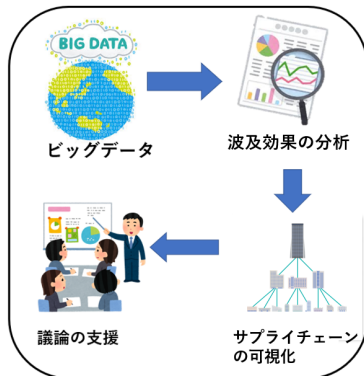 BIG DATA
ビッグデータ
波及効果の分析
サプライチェーン
の可視化
議論の支援